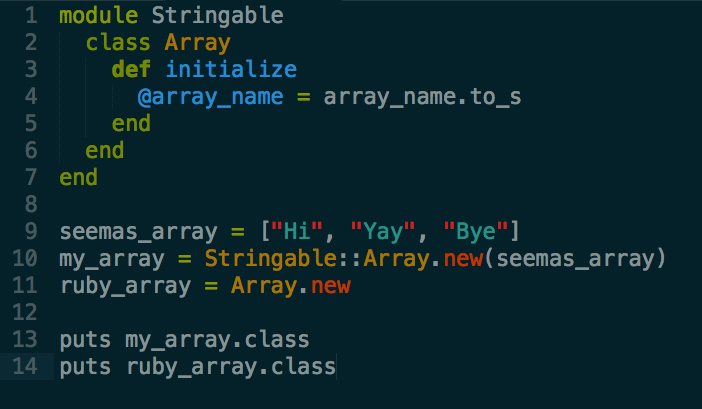 1 module Stringable
2   class Array
3     def initialize
4       @array_name = array_name.to_s
5     end
6   end
7 end
8
9 seemas_array = ["Hi", "Yay", "Bye"]
10 my_array = Stringable::Array.new(seemas_array)
11 ruby_array = Array.new
12
13 puts my_array.class
14 puts ruby_array.class